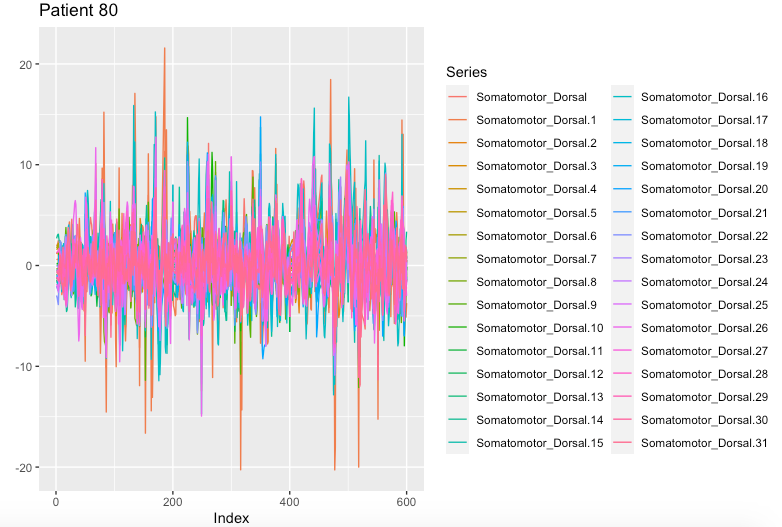 Patient 80
20
10
0
-10
-20
0 200 400 600
Index
Series
Somatomotor_Dorsal
Somatomotor_Dorsal.1
Somatomotor_Dorsal.2
Somatomotor_Dorsal.3
Somatomotor_Dorsal.4
Somatomotor_Dorsal.5
Somatomotor_Dorsal.6
Somatomotor_Dorsal.7
Somatomotor_Dorsal.8
Somatomotor_Dorsal.9
Somatomotor_Dorsal.10
Somatomotor_Dorsal.11
Somatomotor_Dorsal.12
Somatomotor_Dorsal.13
Somatomotor_Dorsal.14
Somatomotor_Dorsal.15
Somatomotor_Dorsal.16
Somatomotor_Dorsal.17
Somatomotor_Dorsal.18
Somatomotor_Dorsal.19
Somatomotor_Dorsal.20
Somatomotor_Dorsal.21
Somatomotor_Dorsal.22
Somatomotor_Dorsal.23
Somatomotor_Dorsal.24
Somatomotor_Dorsal.25
Somatomotor_Dorsal.26
Somatomotor_Dorsal.27
Somatomotor_Dorsal.28
Somatomotor_Dorsal.29
Somatomotor_Dorsal.30
Somatomotor_Dorsal.31